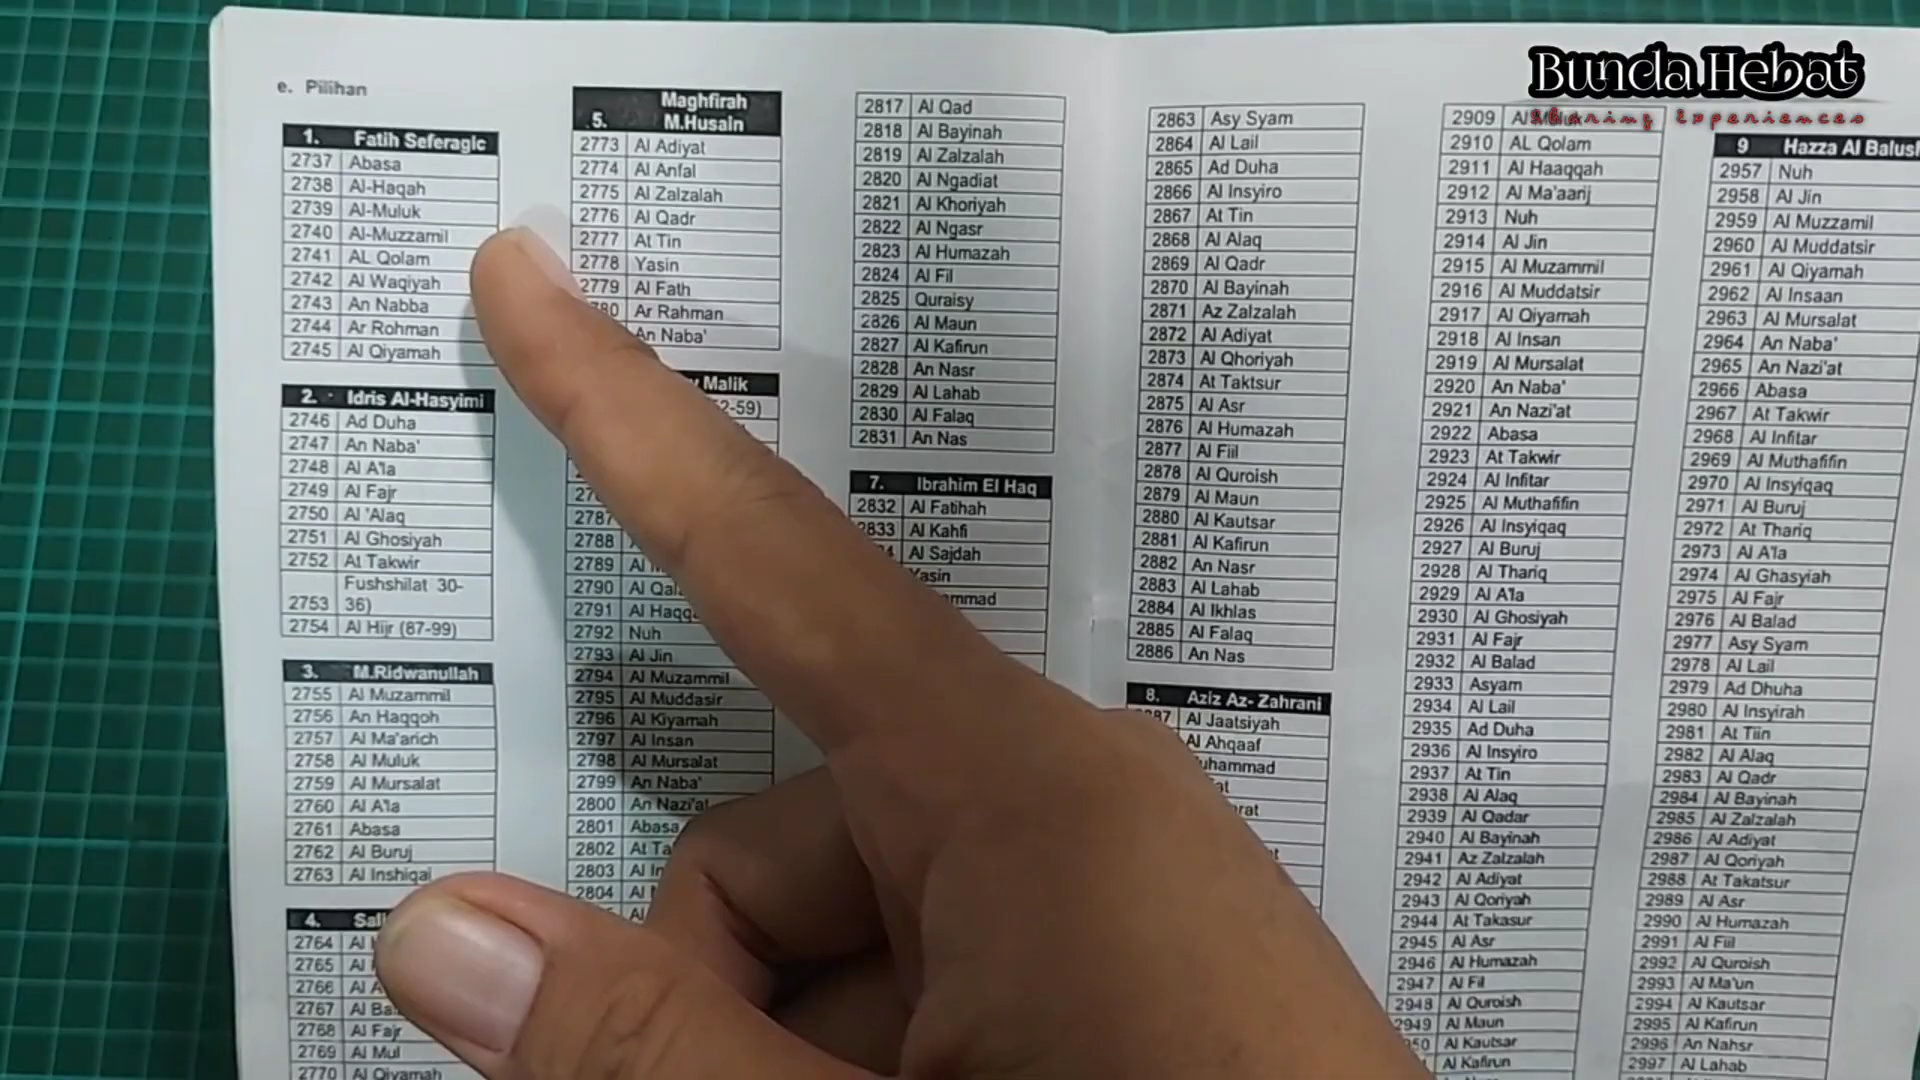 Bunda Hebat
Sharing Experiences
e. Pilihan
1. Fatih Seferagic
2737 Abasa
2738 Al-Haqah
2739 Al-Muluk
2740 Al-Muzzamil
2741 AL Qolam
2742 Al Waqiyah
2743 An Nabba
2744 Ar Rohman
2745 Al Qiyamah
2. Idris Al-Hasyimi
2746 Ad Duha
2747 An Naba'
2748 Al A'la
2749 Al Fajr
2750 Al 'Alaq
2751 Al Ghosiyah
2752 At Takwir
Fushshilat 30-
2753 36)
2754 Al Hijr (87-99)
3. M.Ridwanullah
2755 Al Muzammil
2756 An Haqqoh
2757 Al Ma'arich
2758 Al Muluk
2759 Al Mursalat
2760 Al A'la
2761 Abasa
2762 Al Buruj
2763 Al Inshiqai
4.
2764 Al
2765 Al
2766 Al
2767 Al
2768 Al Fajr
2769 Al Mul
2770 Al Qiyamah
Maghfirah
5. M.Husain
2773 Al Adiyat
2774 Al Anfal
2775 Al Zalzalah
2776 Al Qadr
2777 At Tin
2778 Yasin
2779 Al Fath
Ar Rahman
An Naba'
Malik
2-59)
2787
2788
2789 Al
2790 Al
2791 Al
2792 Nuh
2793 Al Jin
2794 Al Muzammil
2795 Al Muddasir
2796 Al Kiyamah
2797 Al Insan
2798 Al Mursalat
2799 An Naba'
2800 An Nazi'at
2801 Abasa
2802 At
2803 Al
2804 Al
Al
2817 Al Qad
2818 Al Bayinah
2819 Al Zalzalah
2820 Al Ngadiat
2821 Al Khoriyah
2822 Al Ngasr
2823 Al Humazah
2824 Al Fil
2825 Quraisy
2826 Al Maun
2827 Al Kafirun
2828 An Nasr
2829 Al Lahab
2830 Al Falaq
2831 An Nas
7. Ibrahim El Haq
2832 Al Fatihah
2833 Al Kahfi
Al Sajdah
Yasin
2863 Asy Syam
2864 Al Lail
2865 Ad Duha
2866 Al Insyiro
2867 At Tin
2868 Al Alaq
2869 Al Qadr
2870 Al Bayinah
2871 Az Zalzalah
2872 Al Adiyat
2873 Al Qhoriyah
2874 At Taktsur
2875 Al Asr
2876 Al Humazah
2877 Al Fiil
2878 Al Quroish
2879 Al Maun
2880 Al Kautsar
2881 Al Kafirun
2882 An Nasr
2883 Al Lahab
2884 Al Ikhlas
2885 Al Falaq
2886 An Nas
8. Aziz Az- Zahrani
Al Jaatsiyah
Al Ahqaaf
2909 Al
2910 AL Qolam
2911 Al Haaqqah
2912 Al Ma'aarij
2913 Nuh
2914 Al Jin
2915 Al Muzammil
2916 Al Muddatsir
2917 Al Qiyamah
2918 Al Insan
2919 Al Mursalat
2920 An Naba'
2921 An Nazi'at
2922 Abasa
2923 At Takwir
2924 Al Infitar
2925 Al Muthafifin
2926 Al Insyiqaq
2927 Al Buruj
2928 Al Thariq
2929 Al A'la
2930 Al Ghosiyah
2931 Al Fajr
2932 Al Balad
2933 Asyam
2934 Al Lail
2935 Ad Duha
2936 Al Insyiro
2937 At Tin
2938 Al Alaq
2939 Al Qadar
2940 Al Bayinah
2941 Az Zalzalah
2942 Al Adiyat
2943 Al Qoriyah
2944 At Takasur
2945 Al Asr
2946 Al Humazah
2947 Al Fil
2948 Al Quroish
2949 Al Maun
Al Kautsar
Al Kafirun
9 Hazza Al
2957 Nuh
2958 Al Jin
2959 Al Muzzamil
2960 Al Muddatsir
2961 Al Qiyamah
2962 Al Insaan
2963 Al Mursalat
2964 An Naba'
2965 An Nazi'at
2966 Abasa
2967 At Takwir
2968 Al Infitar
2969 Al Muthafifin
2970 Al Insyiqaq
2971 Al Buruj
2972 At Thariq
2973 Al A'la
2974 Al Ghasyiah
2975 Al Fajr
2976 Al Balad
2977 Asy Syam
2978 Al Lail
2979 Ad Dhuha
2980 Al Insyirah
2981 At Tiin
2982 Al Alaq
2983 Al Qadr
2984 Al Bayinah
2985 Al Zalzalah
2986 Al Adiyat
2987 Al Qoriyah
2988 At Takatsur
2989 Al Asr
2990 Al Humazah
2991 Al Fiil
2992 Al Quroish
2993 Al Ma'un
2994 Al Kautsar
2995 Al Kafirun
2996 An Nahsr
2997 Al Lahab